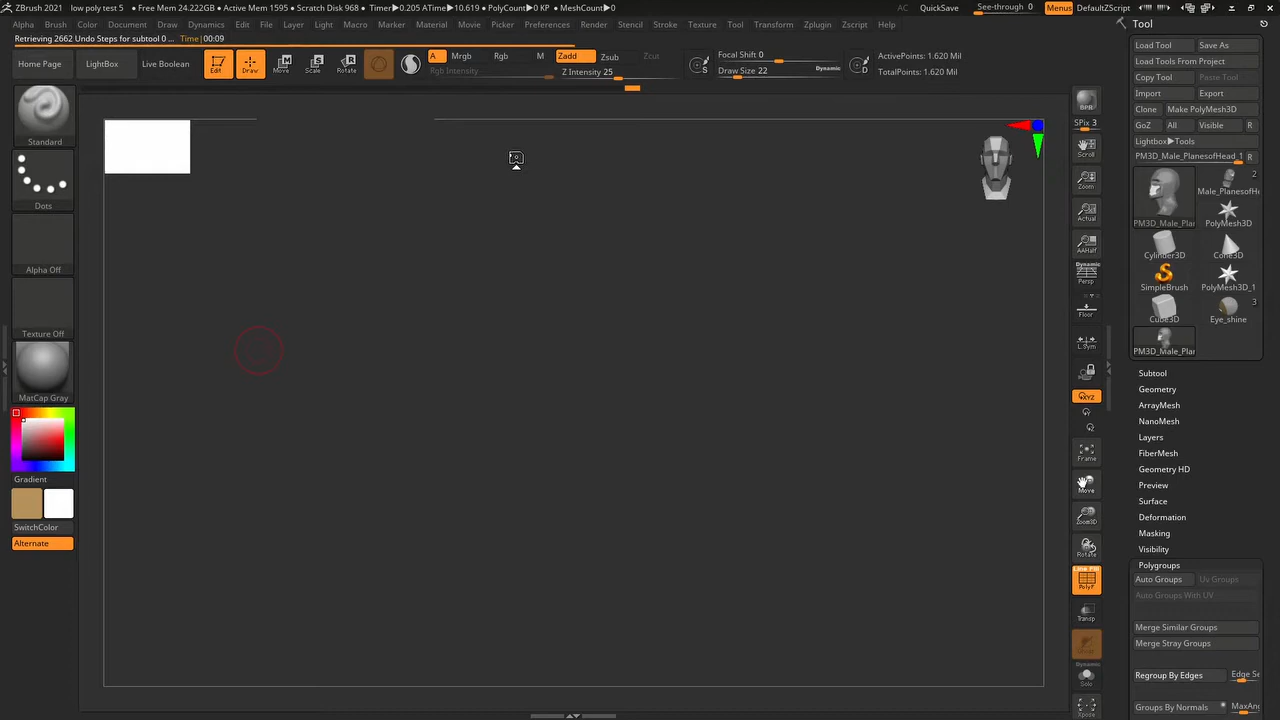 ZBrush 2021 low poly test 5 • Free Mem 24.222GB • Active Mem 1595 • Scratch Disk 968 • Timer▶0.205 ATime▶10.619 • PolyCount▶0 KP • MeshCount▶0 AC QuickSave See-through 0 Menus DefaultZScript
Alpha Brush Color Document Draw Dynamics Edit File Layer Light Macro Marker Material Movie Picker Preferences Render Stencil Stroke Texture Tool Transform Zplugin Zscript Help
Retrieving 2662 Undo Steps for subtool 0 ... Time | 00:09
Home Page LightBox Live Boolean
Edit Draw Move Scale Rotate
A Mrgb Rgb M Zadd Zsub Zcut
Rgb Intensity Z Intensity 25
Focal Shift 0
Draw Size 22 Dynamic
S D
ActivePoints: 1.620 Mil
TotalPoints: 1.620 Mil
Standard
Dots
Alpha Off
Texture Off
MatCap Gray
Gradient
SwitchColor
Alternate
BPR
SPix 3
Scroll
Zoom
Actual
AAHalf
Dynamic
Persp
Floor
L.Sym
XYZ
Frame
Move
Zoom3D
Rotate
Line Fill
PolyF
Transp
Dynamic
Solo
Xpose
Tool
Load Tool Save As
Load Tools From Project
Copy Tool Paste Tool
Import Export
Clone Make PolyMesh3D
GoZ All Visible R
Lightbox▶Tools
PM3D_Male_PlanesofHead_1 R
2
Male_PlanesofHe
PM3D_Male_Plan PolyMesh3D
Cylinder3D Cone3D
SimpleBrush PolyMesh3D_1
3
Cube3D Eye_shine
PM3D_Male_Plan
Subtool
Geometry
ArrayMesh
NanoMesh
Layers
FiberMesh
Geometry HD
Preview
Surface
Deformation
Masking
Visibility
Polygroups
Auto Groups Uv Groups
Auto Groups With UV
Merge Similar Groups
Merge Stray Groups
Regroup By Edges Edge Se
Groups By Normals MaxAn